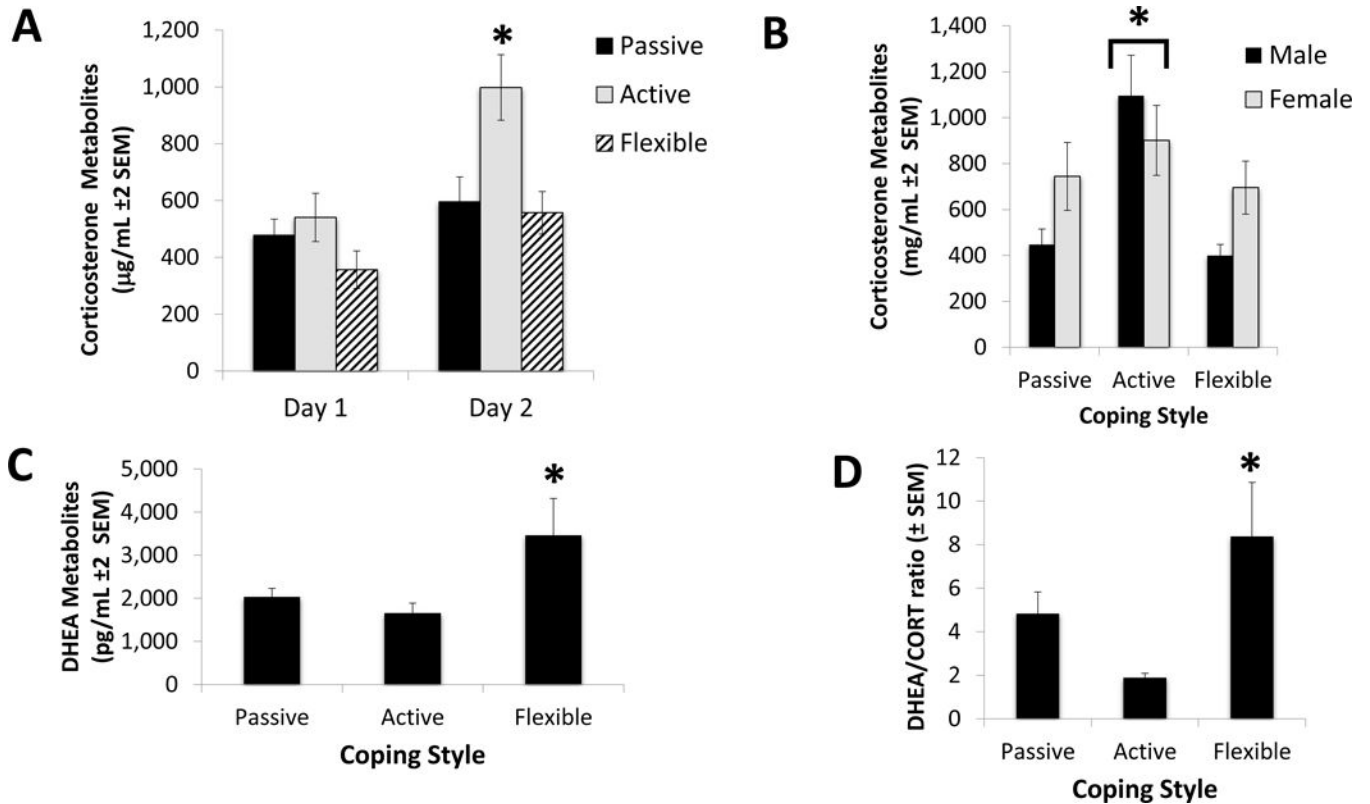 A
Corticosterone Metabolites
(µg/mL ±2 SEM)
1,200
1,000
800
600
400
200
0
*
Passive
Active
Flexible
Day 1
Day 2
B
Corticosterone Metabolites
(mg/mL ±2 SEM)
1,400
1,200
1,000
800
600
400
200
0
*
Male
Female
Passive
Active
Flexible
Coping Style
C
DHEA Metabolites
(pg/mL ±2 SEM)
5,000
4,000
3,000
2,000
1,000
0
*
Passive
Active
Flexible
Coping Style
D
DHEA/CORT ratio (± SEM)
12
10
8
6
4
2
0
*
Passive
Active
Flexible
Coping Style